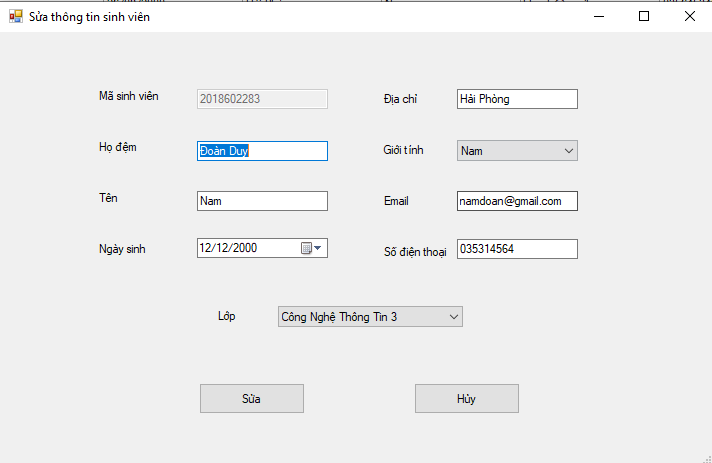 Sửa thông tin sinh viên
Mã sinh viên 2018602283 Địa chỉ Hải Phòng
Họ đệm Đoàn Duy Giới tính Nam
Tên Nam Email namdoan@gmail.com
Ngày sinh 12/12/2000 Số điện thoại 035314564
Lớp Công Nghệ Thông Tin 3
Sửa Hủy